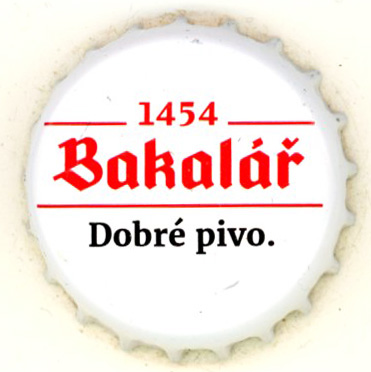 1454
Bakalář
Dobré pivo.